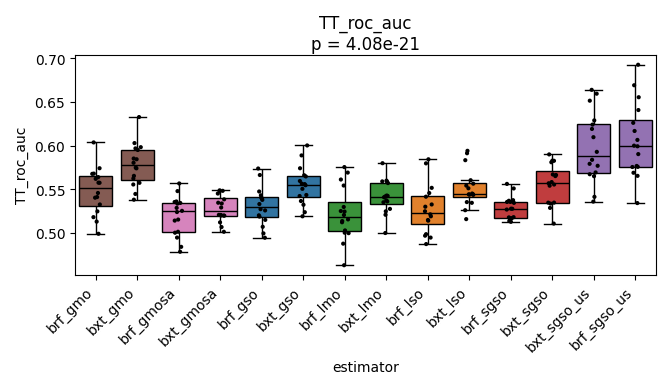 TT_roc_auc
p = 4.08e-21
TT_roc_auc
0.70
0.65
0.60
0.55
0.50
brf_gmo
bxt_gmo
brf_gmosa
bxt_gmosa
brf_gso
bxt_gso
brf_lmo
bxt_lmo
brf_lso
bxt_lso
brf_sgso
bxt_sgso
bxt_sgso_us
brf_sgso_us
estimator